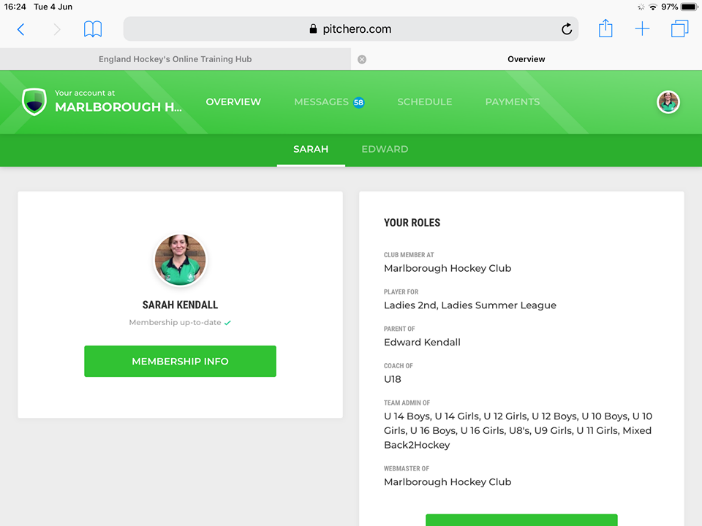 16:24 Tue 4 Jun
97%
pitchero.com
England Hockey's Online Training Hub
Overview
Your account at
MARLBOROUGH H...
OVERVIEW
MESSAGES 58
SCHEDULE
PAYMENTS
SARAH
EDWARD
SARAH KENDALL
Membership up-to-date
MEMBERSHIP INFO
YOUR ROLES
CLUB MEMBER AT
Marlborough Hockey Club
PLAYER FOR
Ladies 2nd, Ladies Summer League
PARENT OF
Edward Kendall
COACH OF
U18
TEAM ADMIN OF
U 14 Boys, U 14 Girls, U 12 Girls, U 12 Boys, U 10 Boys, U 10
Girls, U 16 Boys, U 16 Girls, U8's, U9 Girls, U 11 Girls, Mixed
Back2Hockey
WEBMASTER OF
Marlborough Hockey Club